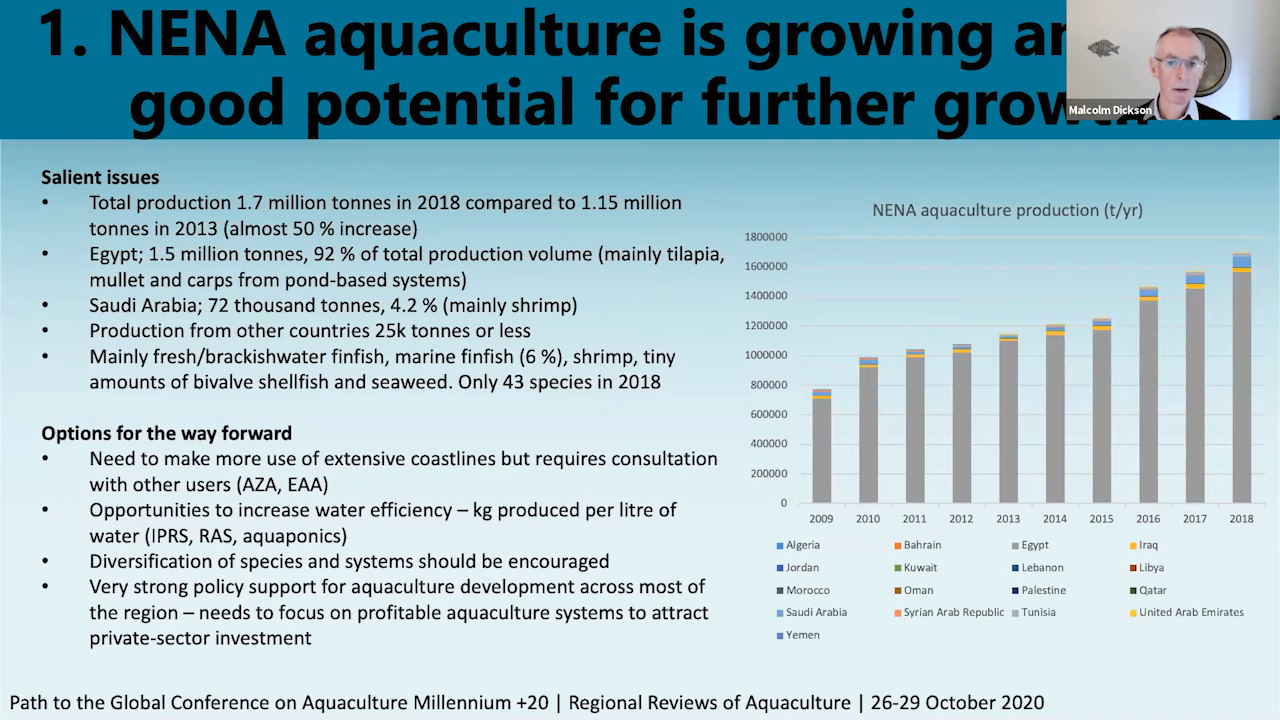 1. NENA aquaculture is growing
good potential for further
Malcolm Dickson
Salient issues
• Total production 1.7 million tonnes in 2018 compared to 1.15 million
tonnes in 2013 (almost 50 % increase)
• Egypt; 1.5 million tonnes, 92 % of total production volume (mainly tilapia,
mullet and carps from pond-based systems)
• Saudi Arabia; 72 thousand tonnes, 4.2 % (mainly shrimp)
• Production from other countries 25k tonnes or less
• Mainly fresh/brackishwater finfish, marine finfish (6 %), shrimp, tiny
amounts of bivalve shellfish and seaweed. Only 43 species in 2018
Options for the way forward
• Need to make more use of extensive coastlines but requires consultation
with other users (AZA, EAA)
• Opportunities to increase water efficiency – kg produced per litre of
water (IPRS, RAS, aquaponics)
• Diversification of species and systems should be encouraged
• Very strong policy support for aquaculture development across most of
the region – needs to focus on profitable aquaculture systems to attract
private-sector investment
NENA aquaculture production (t/yr)
1800000
1600000
1400000
1200000
1000000
800000
600000
400000
200000
0
2009 2010 2011 2012 2013 2014 2015 2016 2017 2018
Algeria Bahrain Egypt Iraq
Jordan Kuwait Lebanon Libya
Morocco Oman Palestine Qatar
Saudi Arabia Syrian Arab Republic Tunisia United Arab Emirates
Yemen
Path to the Global Conference on Aquaculture Millennium +20 | Regional Reviews of Aquaculture | 26-29 October 2020